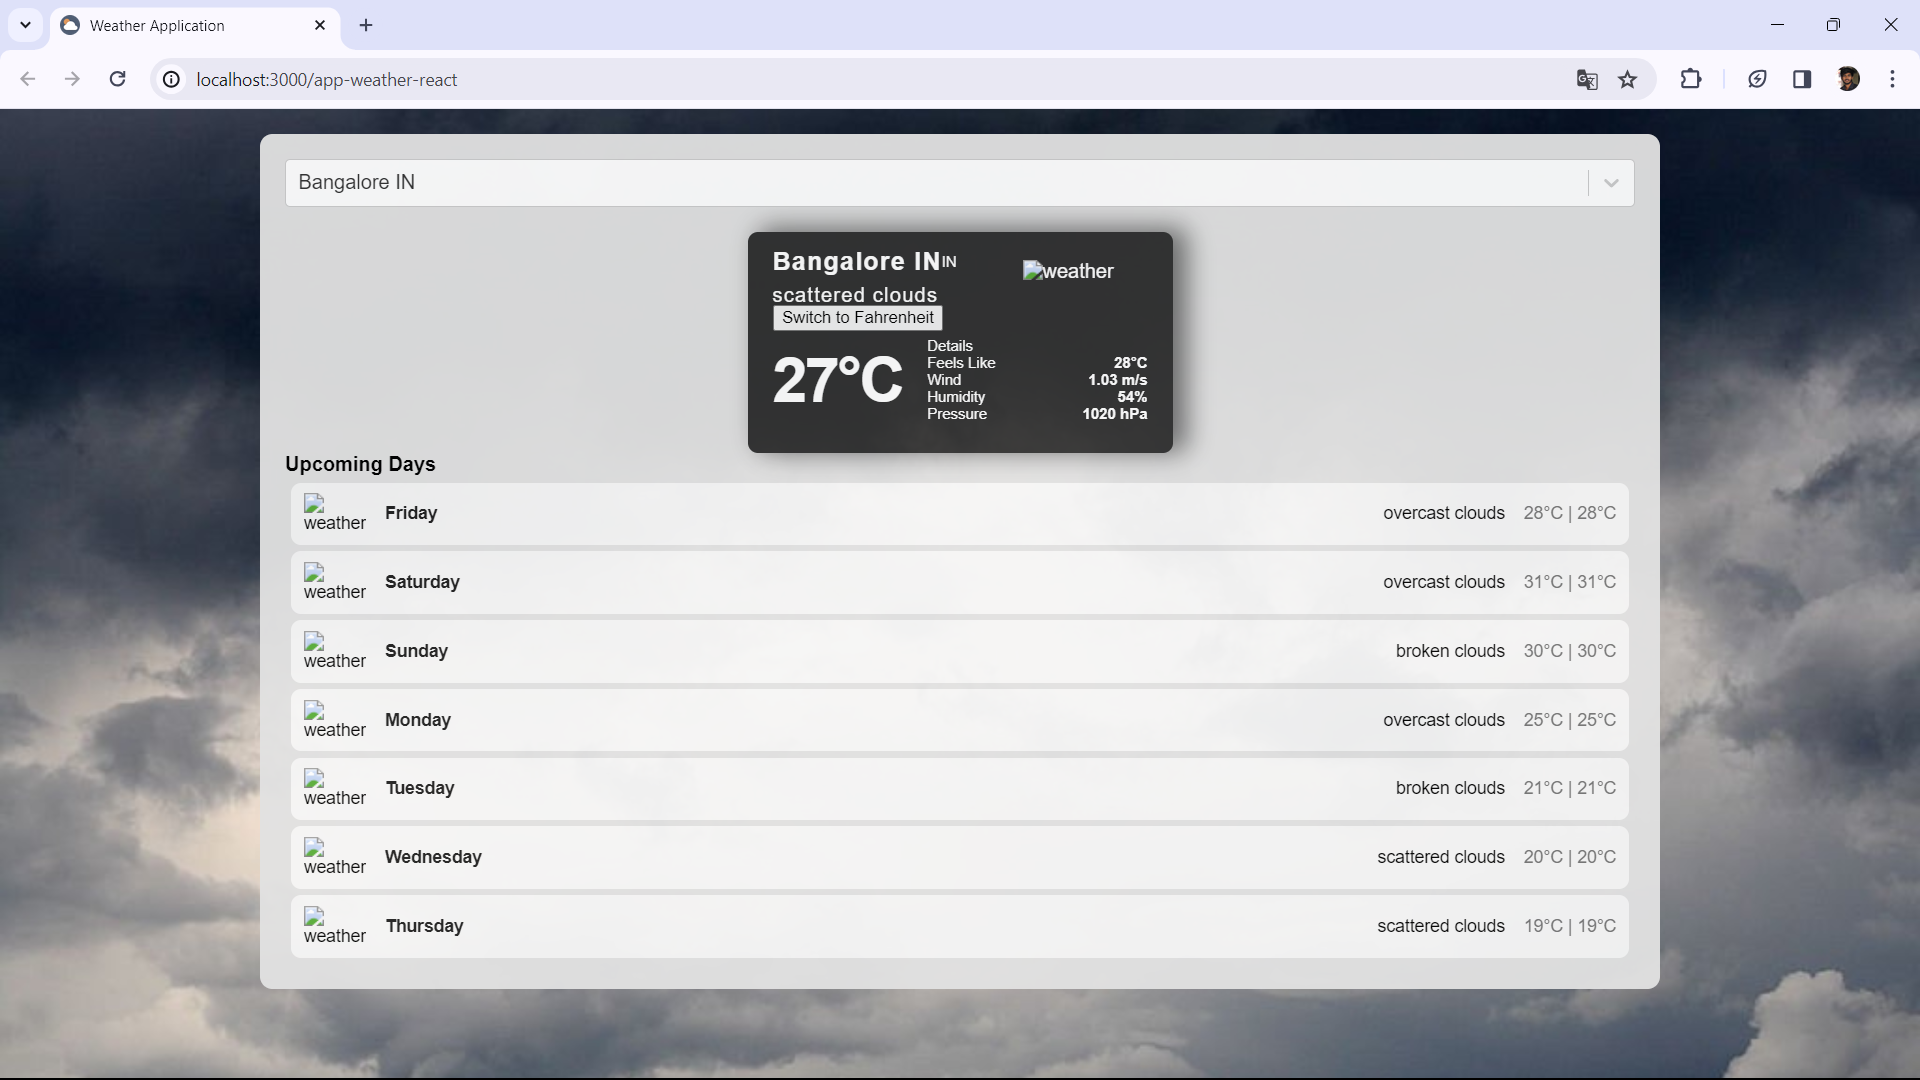 Weather Application
localhost:3000/app-weather-react
Bangalore IN
Bangalore IN IN
weather
scattered clouds
Switch to Fahrenheit
27°C
Details
Feels Like 28°C
Wind 1.03 m/s
Humidity 54%
Pressure 1020 hPa
Upcoming Days
weather Friday overcast clouds 28°C | 28°C
weather Saturday overcast clouds 31°C | 31°C
weather Sunday broken clouds 30°C | 30°C
weather Monday overcast clouds 25°C | 25°C
weather Tuesday broken clouds 21°C | 21°C
weather Wednesday scattered clouds 20°C | 20°C
weather Thursday scattered clouds 19°C | 19°C